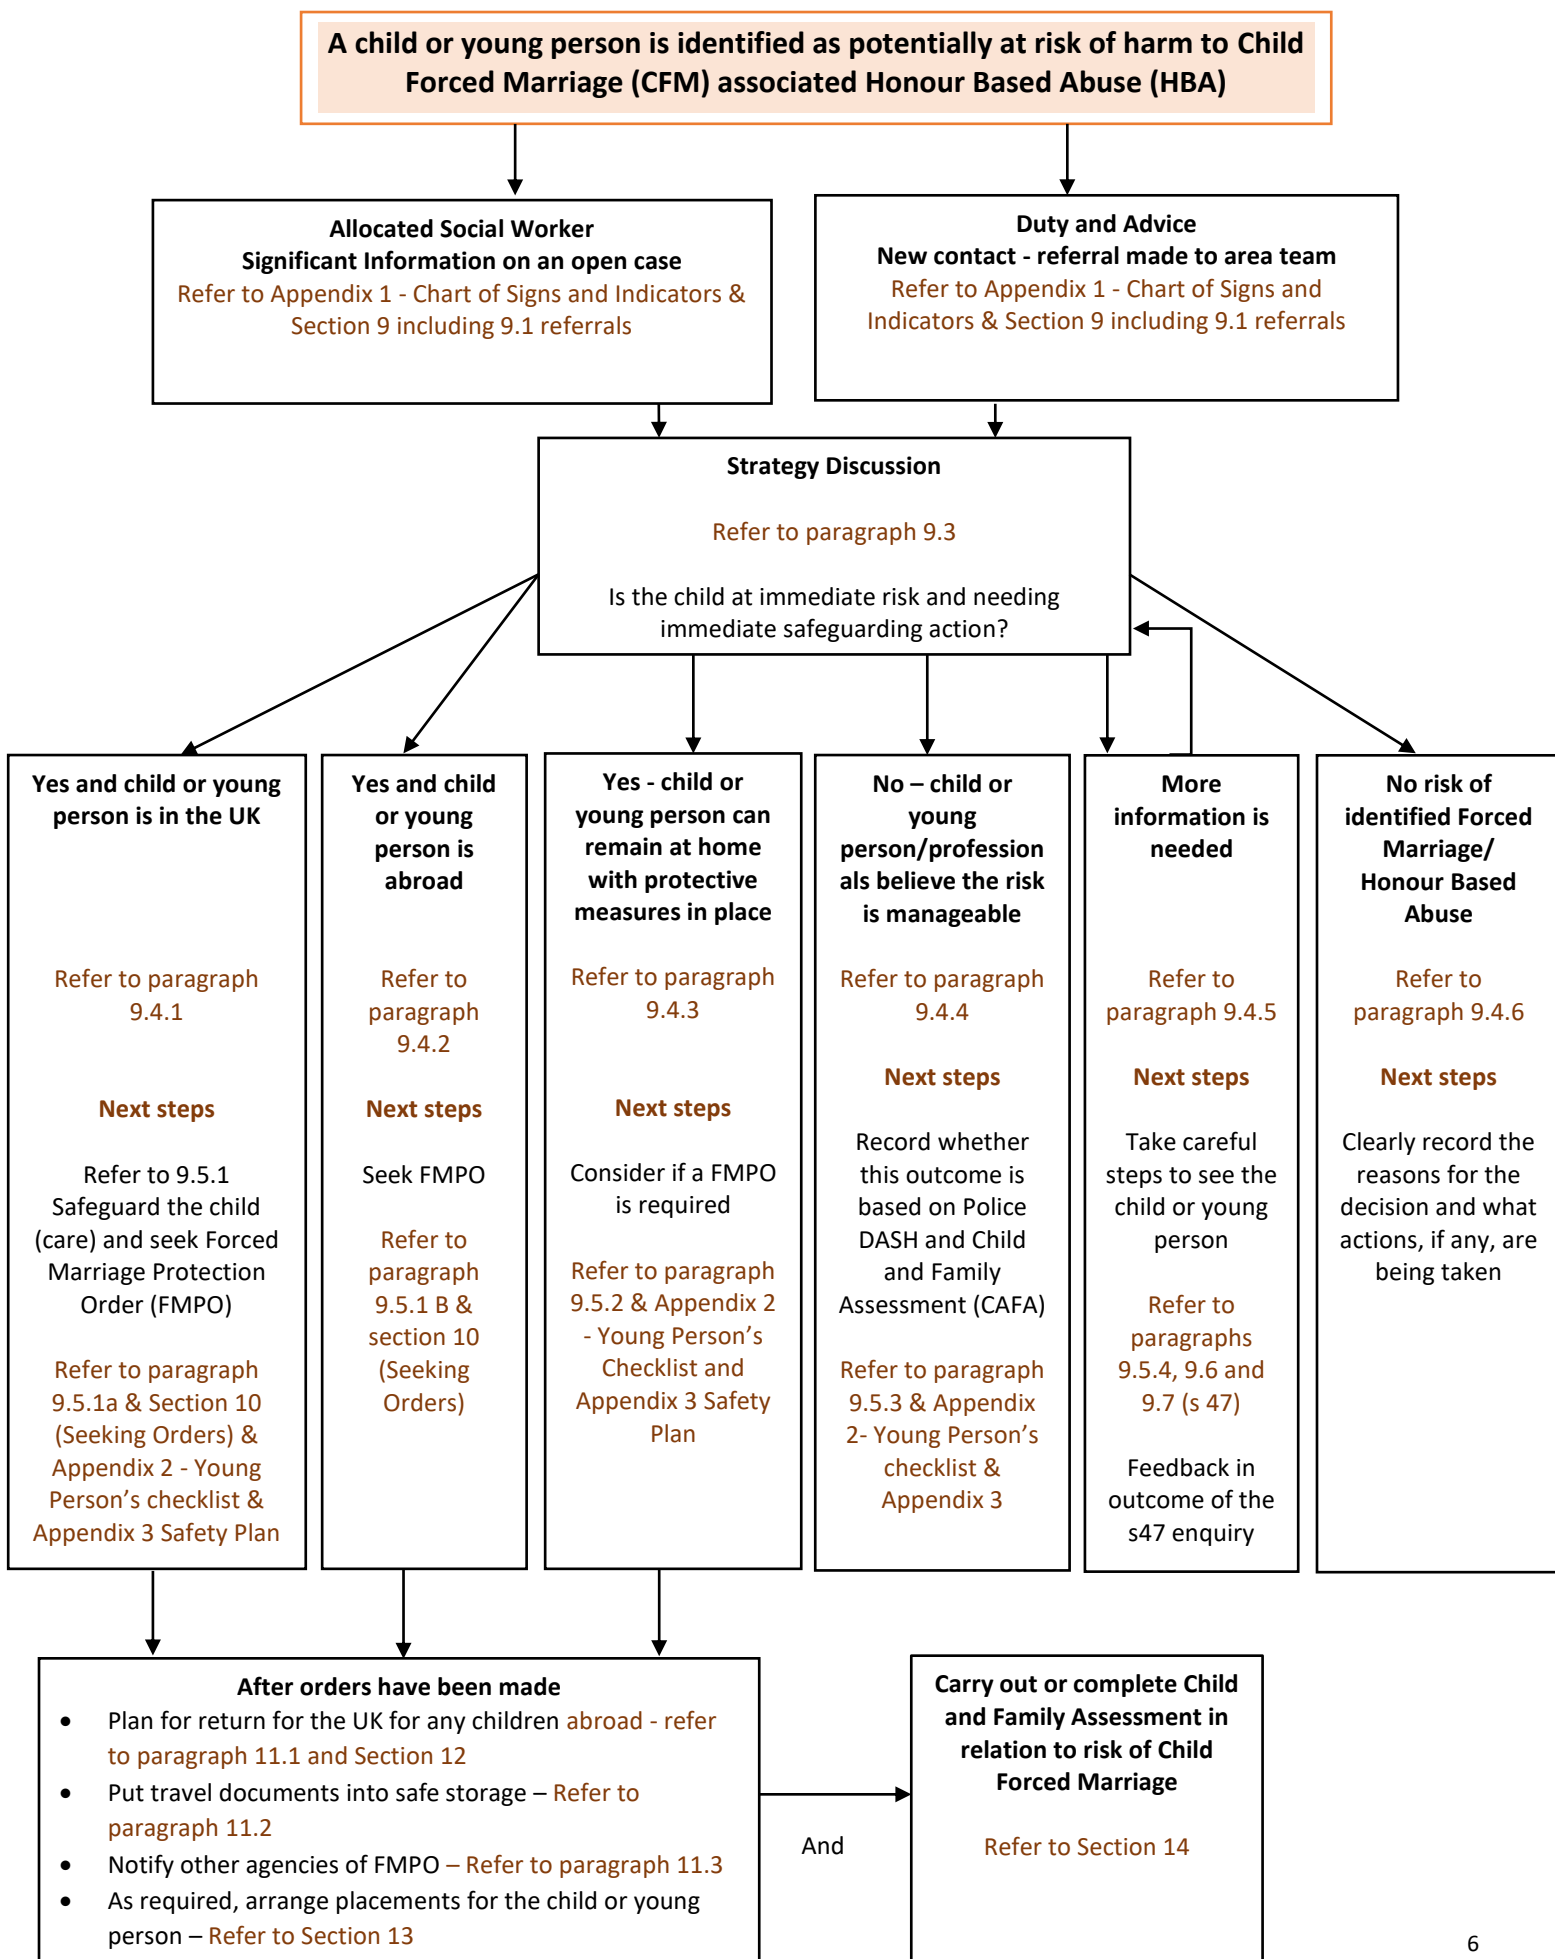 A child or young person is identified as potentially at risk of harm to Child
Forced Marriage (CFM) associated Honour Based Abuse (HBA)
Allocated Social Worker
Significant Information on an open case
Refer to Appendix 1 - Chart of Signs and Indicators &
Section 9 including 9.1 referrals
Duty and Advice
New contact - referral made to area team
Refer to Appendix 1 - Chart of Signs and
Indicators & Section 9 including 9.1 referrals
Strategy Discussion
Refer to paragraph 9.3
Is the child at immediate risk and needing
immediate safeguarding action?
Yes and child or young
person is in the UK
Refer to paragraph
9.4.1
Next steps
Refer to 9.5.1
Safeguard the child
(care) and seek Forced
Marriage Protection
Order (FMPO)
Refer to paragraph
9.5.1a & Section 10
(Seeking Orders) &
Appendix 2 - Young
Person’s checklist &
Appendix 3 Safety Plan
Yes and child
or young
person is
abroad
Refer to
paragraph
9.4.2
Next steps
Seek FMPO
Refer to
paragraph
9.5.1 B &
section 10
(Seeking
Orders)
Yes - child or
young person can
remain at home
with protective
measures in place
Refer to paragraph
9.4.3
Next steps
Consider if a FMPO
is required
Refer to paragraph
9.5.2 & Appendix 2
- Young Person’s
Checklist and
Appendix 3 Safety
Plan
No – child or
young
person/profession
als believe the risk
is manageable
Refer to paragraph
9.4.4
Next steps
Record whether
this outcome is
based on Police
DASH and Child
and Family
Assessment (CAFA)
Refer to paragraph
9.5.3 & Appendix
2- Young Person’s
checklist &
Appendix 3
More
information is
needed
Refer to
paragraph 9.4.5
Next steps
Take careful
steps to see the
child or young
person
Refer to
paragraphs
9.5.4, 9.6 and
9.7 (s 47)
Feedback in
outcome of the
s47 enquiry
No risk of
identified Forced
Marriage/
Honour Based
Abuse
Refer to
paragraph 9.4.6
Next steps
Clearly record the
reasons for the
decision and what
actions, if any, are
being taken
After orders have been made
• Plan for return for the UK for any children abroad - refer
to paragraph 11.1 and Section 12
• Put travel documents into safe storage – Refer to
paragraph 11.2
• Notify other agencies of FMPO – Refer to paragraph 11.3
• As required, arrange placements for the child or young
person – Refer to Section 13
And
Carry out or complete Child
and Family Assessment in
relation to risk of Child
Forced Marriage
Refer to Section 14
6